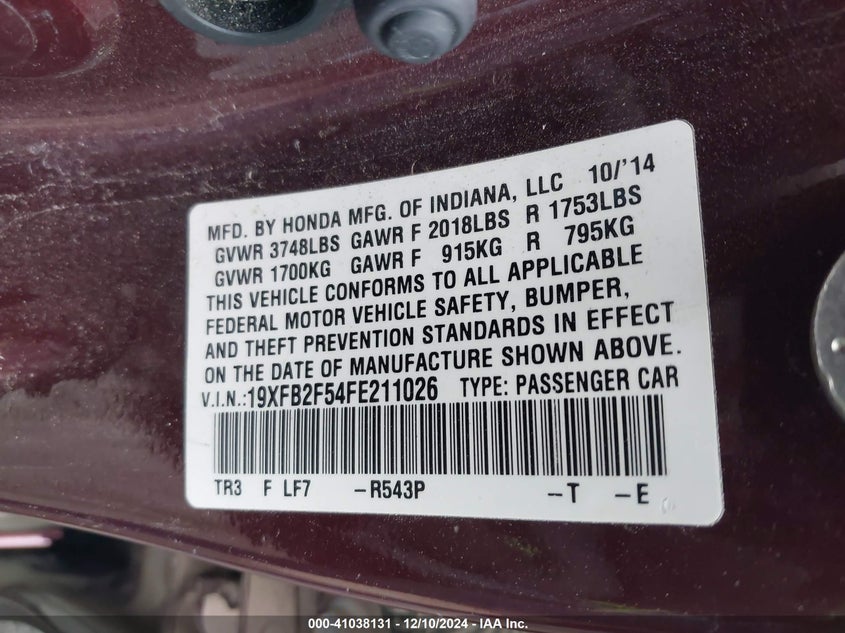 MFD. BY HONDA MFG. OF INDIANA, LLC 10/'14
GVWR 3748LBS GAWR F 2018LBS R 1753LBS
GVWR 1700KG GAWR F 915KG R 795KG
THIS VEHICLE CONFORMS TO ALL APPLICABLE
FEDERAL MOTOR VEHICLE SAFETY, BUMPER,
AND THEFT PREVENTION STANDARDS IN EFFECT
ON THE DATE OF MANUFACTURE SHOWN ABOVE.
V.I.N.:19XFB2F54FE211026 TYPE: PASSENGER CAR
TR3 F LF7 -R543P -T -E
000-41038131 - 12/10/2024 - IAA Inc.